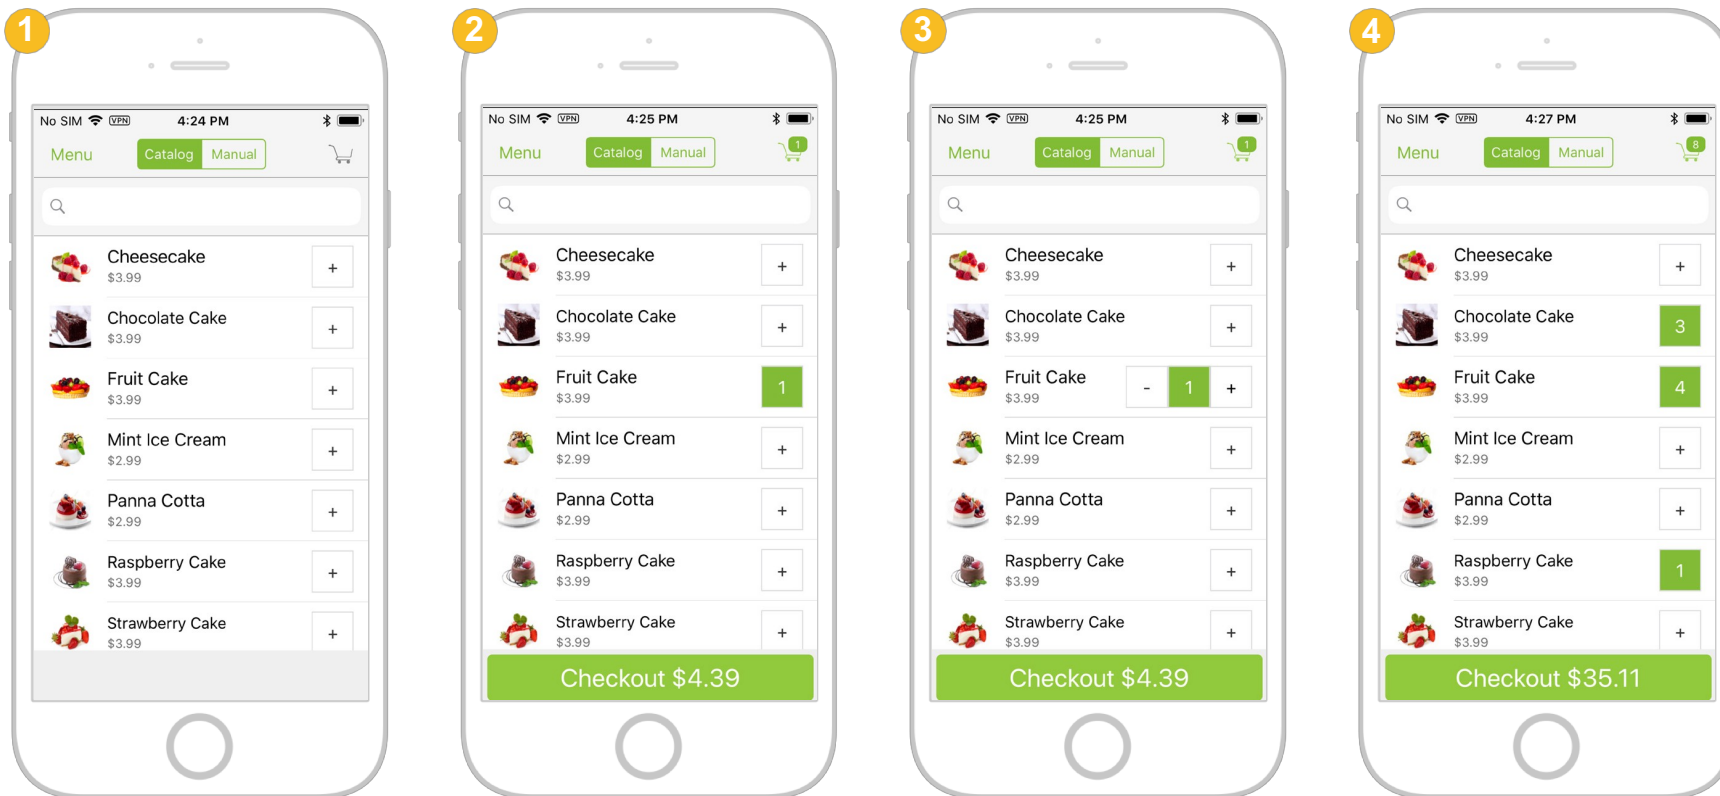 1
No SIM VPN 4:24 PM
Menu Catalog Manual
Cheesecake
$3.99
+
Chocolate Cake
$3.99
+
Fruit Cake
$3.99
+
Mint Ice Cream
$2.99
+
Panna Cotta
$2.99
+
Raspberry Cake
$3.99
+
Strawberry Cake
$3.99
+
2
No SIM VPN 4:25 PM
Menu Catalog Manual 1
Cheesecake
$3.99
+
Chocolate Cake
$3.99
+
Fruit Cake
$3.99
1
Mint Ice Cream
$2.99
+
Panna Cotta
$2.99
+
Raspberry Cake
$3.99
+
Strawberry Cake
$3.99
+
Checkout $4.39
3
No SIM VPN 4:25 PM
Menu Catalog Manual 1
Cheesecake
$3.99
+
Chocolate Cake
$3.99
+
Fruit Cake
$3.99
- 1 +
Mint Ice Cream
$2.99
+
Panna Cotta
$2.99
+
Raspberry Cake
$3.99
+
Strawberry Cake
$3.99
+
Checkout $4.39
4
No SIM VPN 4:27 PM
Menu Catalog Manual 8
Cheesecake
$3.99
+
Chocolate Cake
$3.99
3
Fruit Cake
$3.99
4
Mint Ice Cream
$2.99
+
Panna Cotta
$2.99
+
Raspberry Cake
$3.99
1
Strawberry Cake
$3.99
+
Checkout $35.11